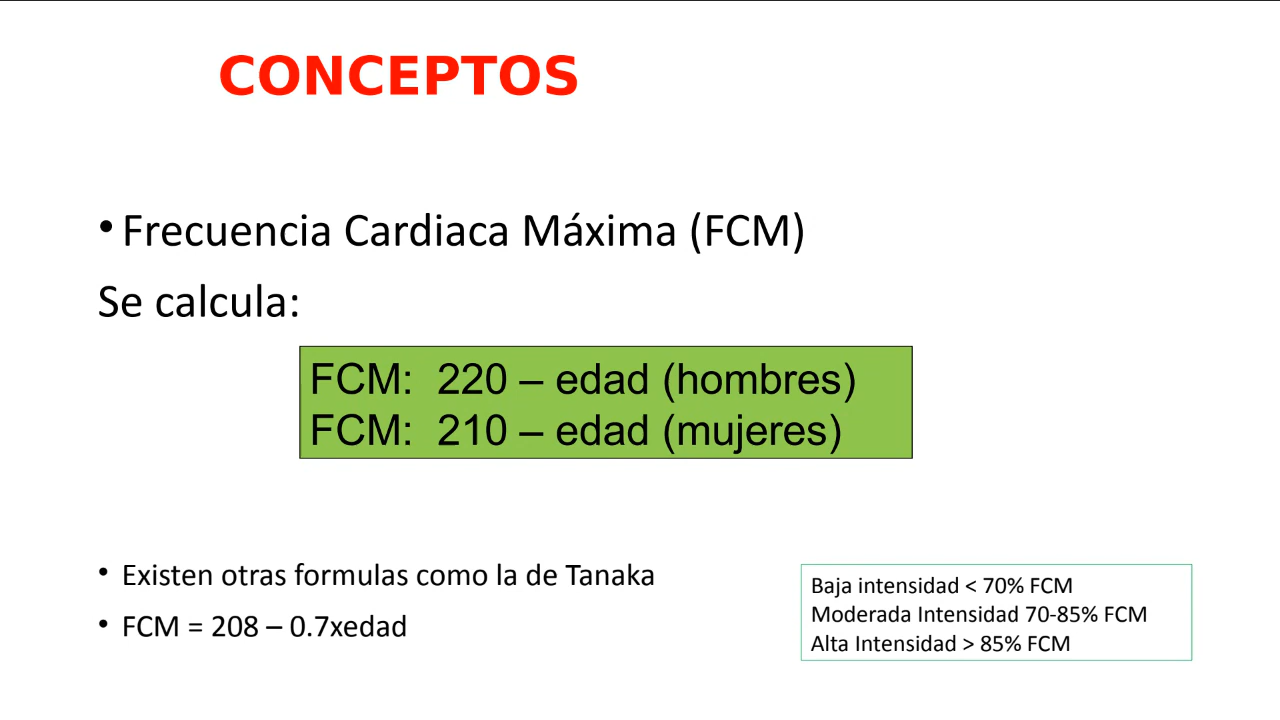 CONCEPTOS
• Frecuencia Cardiaca Máxima (FCM)
Se calcula:
FCM: 220 – edad (hombres)
FCM: 210 – edad (mujeres)
• Existen otras formulas como la de Tanaka
• FCM = 208 – 0.7xedad
Baja intensidad < 70% FCM
Moderada Intensidad 70-85% FCM
Alta Intensidad > 85% FCM